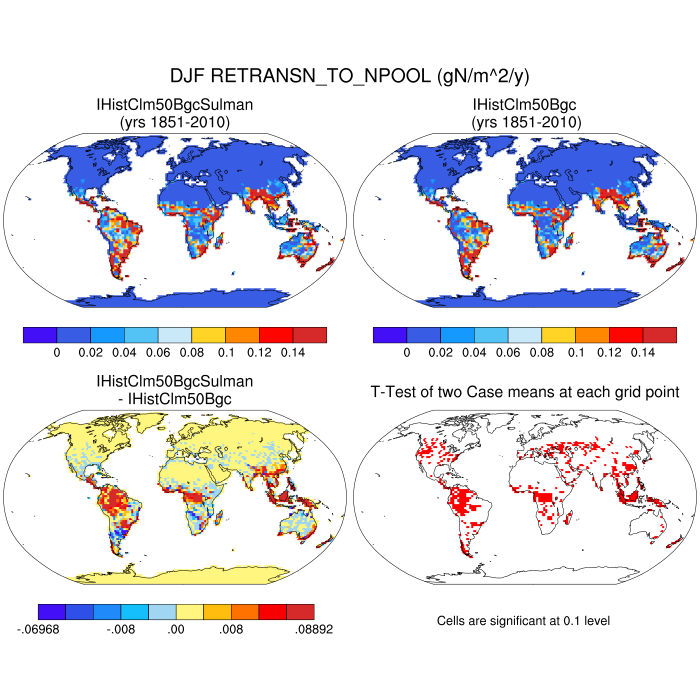 DJF RETRANSN_TO_NPOOL (gN/m^2/y)
IHistClm50BgcSulman
(yrs 1851-2010)
IHistClm50Bgc
(yrs 1851-2010)
0 0.02 0.04 0.06 0.08 0.1 0.12 0.14
0 0.02 0.04 0.06 0.08 0.1 0.12 0.14
IHistClm50BgcSulman
- IHistClm50Bgc
T-Test of two Case means at each grid point
-.06968 -.008 .00 .008 .08892
Cells are significant at 0.1 level